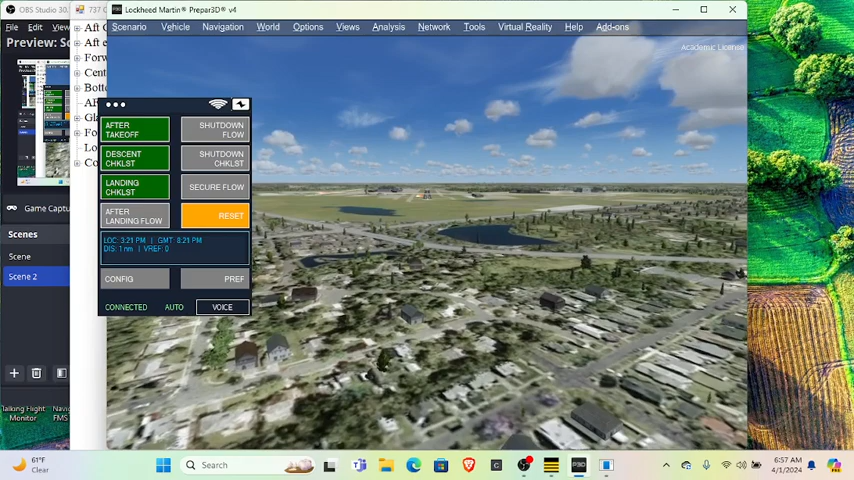 OBS Studio 30.
File Edit View
Preview: Sc
Game Captu
Scenes
Scene
Scene 2
Talking Flight
Monitor
FMS
737 C
Aft C
Aft e
Forw
Cent
Botto
Lo
Lockheed Martin® Prepar3D® v4
Scenario Vehicle Navigation World Options Views Analysis Network Tools Virtual Reality Help Add-ons
Academic License
AFTER
TAKEOFF
SHUTDOWN
FLOW
DESCENT
CHKLST
SHUTDOWN
CHKLST
LANDING
CHKLST
SECURE FLOW
AFTER
LANDING FLOW
RESET
LOC: 3:21 PM | GMT: 8:21 PM
DIS: 1 nm | VREF: 0
CONFIG
PREF
CONNECTED AUTO VOICE
61°F
Clear
Search
P3D
6:57 AM
4/1/2024